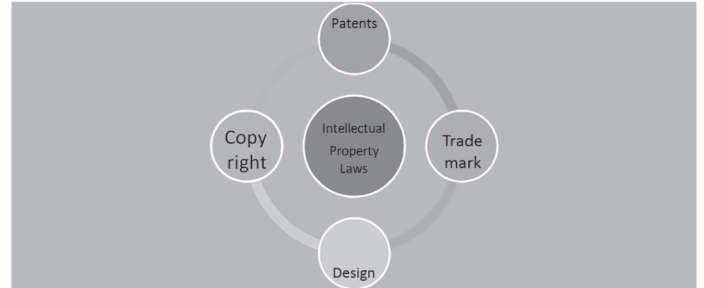 Patents
Copy
right
Intellectual
Property
Laws
Trade
mark
Design